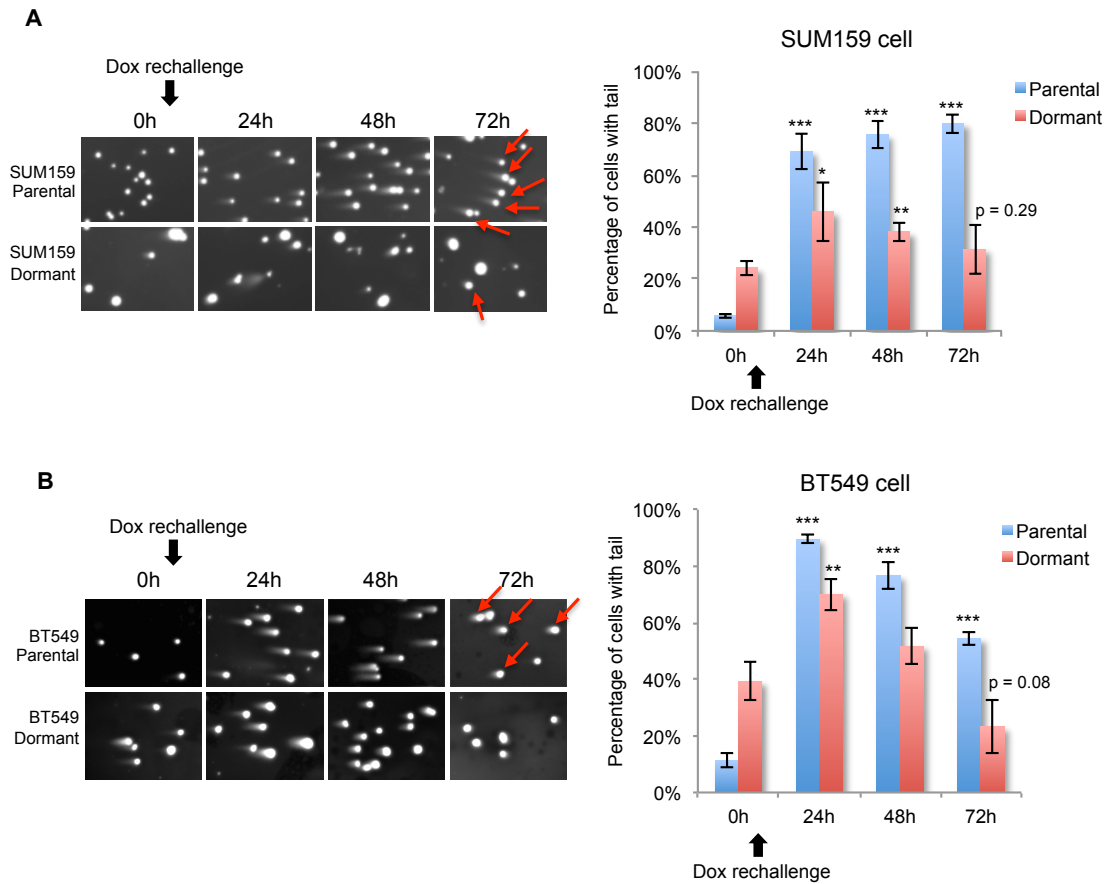 A
Dox rechallenge
0h 24h 48h 72h
SUM159
Parental
SUM159
Dormant
SUM159 cell
Percentage of cells with tail
100%
80%
60%
40%
20%
0%
***
***
***
*
**
p = 0.29
Parental
Dormant
0h 24h 48h 72h
Dox rechallenge
B
Dox rechallenge
0h 24h 48h 72h
BT549
Parental
BT549
Dormant
BT549 cell
Percentage of cells with tail
100%
80%
60%
40%
20%
0%
***
***
**
***
p = 0.08
Parental
Dormant
0h 24h 48h 72h
Dox rechallenge